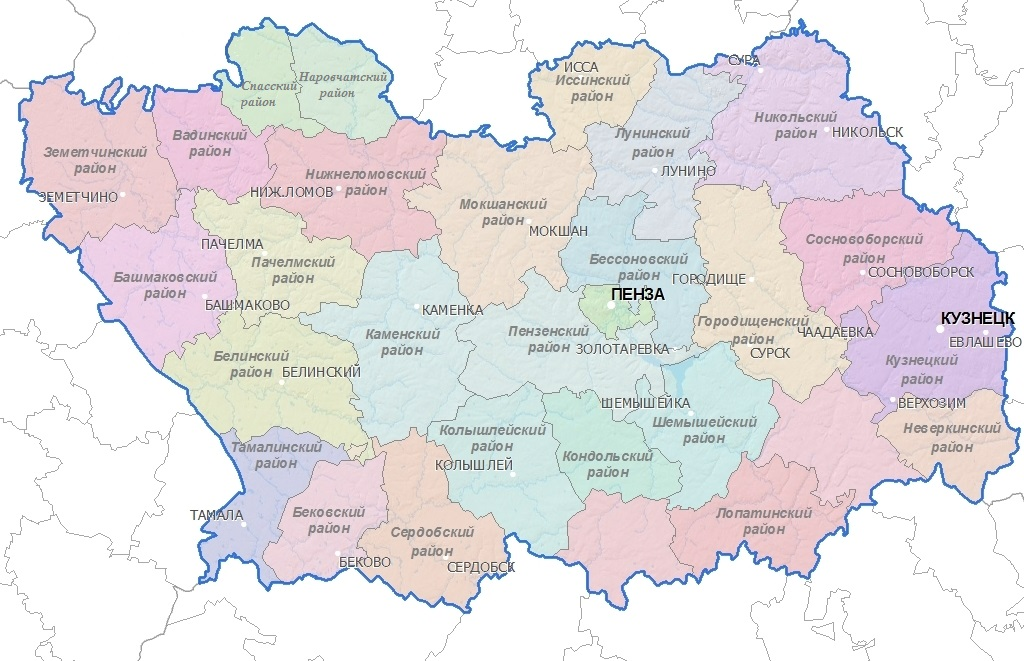 Спасский
район
Наровчатский
район
ИССА
Иссинский
район
СУРА
Никольский
район
НИКОЛЬСК
Земетчинский
район
ЗЕМЕТЧИНО
Вадинский
район
Нижнеломовский
район
НИЖ.ЛОМОВ
Лунинский
район
ЛУНИНО
Мокшанский
район
МОКШАН
ПАЧЕЛМА
Пачелмский
район
Башмаковский
район
БАШМАКОВО
Бессоновский
район
ПЕНЗА
ГОРОДИЩЕ
Городищенский
район
СУРСК
ЧААДАЕВКА
Сосновоборский
район
СОСНОВОБОРСК
КУЗНЕЦК
ЕВЛАШЕВО
Кузнецкий
район
ВЕРХОЗИМ
Неверкинский
район
КАМЕНКА
Каменский
район
Пензенский
район
ЗОЛОТАРЕВКА
Белинский
район
БЕЛИНСКИЙ
ШЕМЫШЕЙКА
Шемышейский
район
Колышлейский
район
КОЛЫШЛЕЙ
Кондольский
район
Тамалинский
район
ТАМАЛА
Бековский
район
БЕКОВО
Сердобский
район
СЕРДОБСК
Лопатинский
район